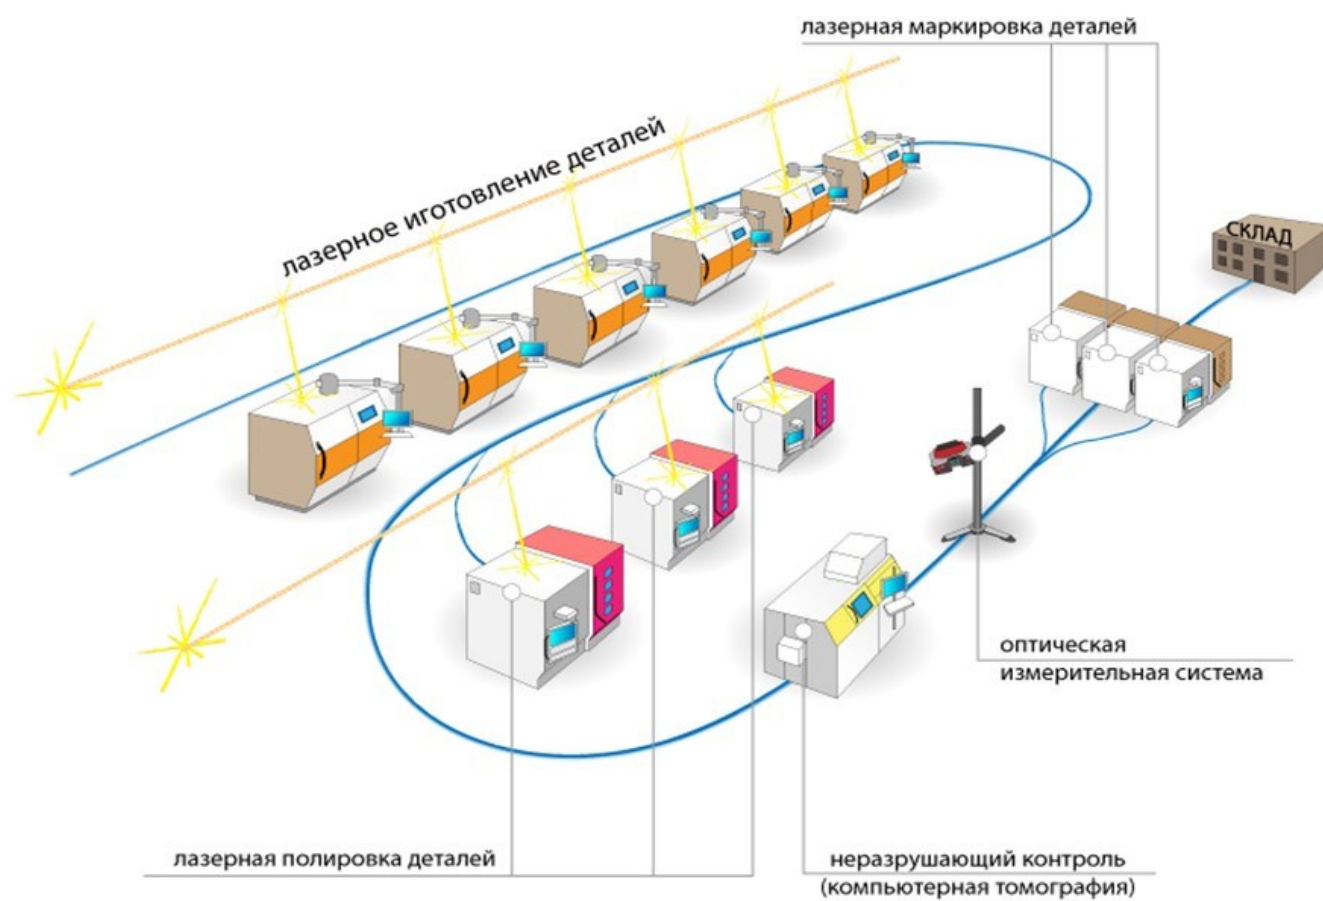 лазерная маркировка деталей
лазерное иготовление деталей
СКЛАД
оптическая
измерительная система
лазерная полировка деталей
неразрушающий контроль
(компьютерная томография)